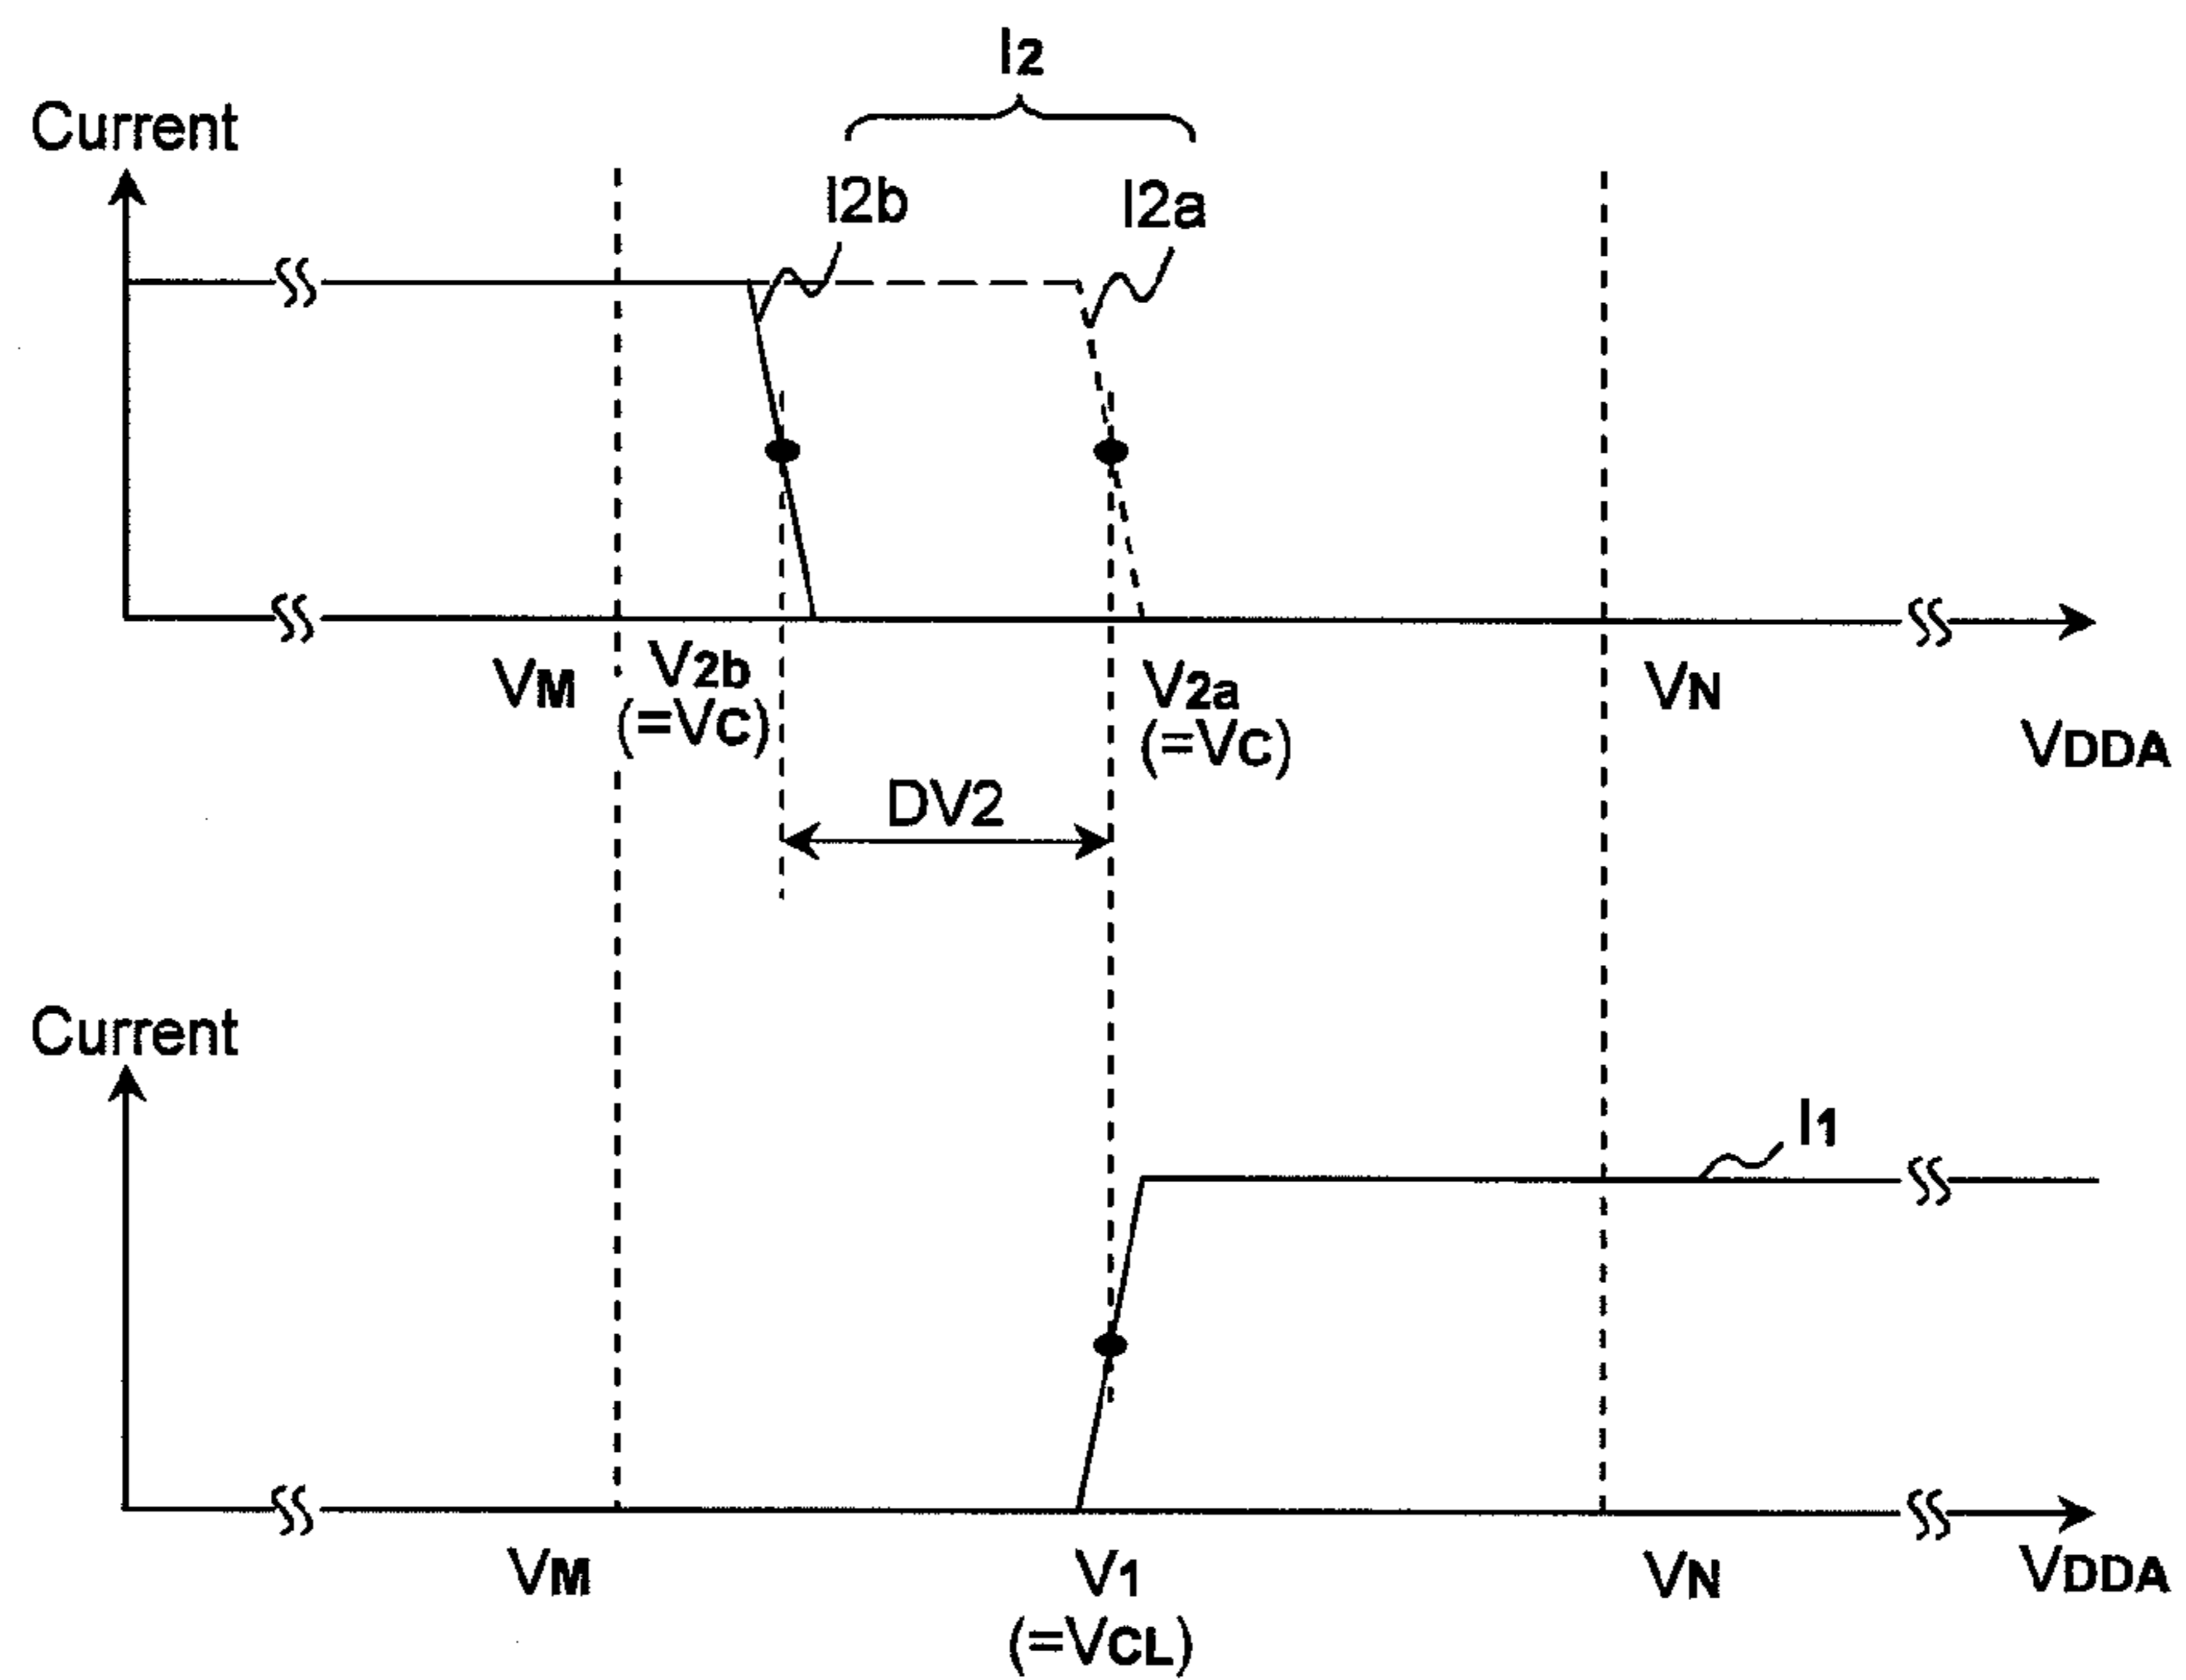 I2
Current
I2b
I2a
VM
V2b
(=VC)
V2a
(=VC)
VN
VDDA
DV2
Current
I1
VM
V1
(=VCL)
VN
VDDA